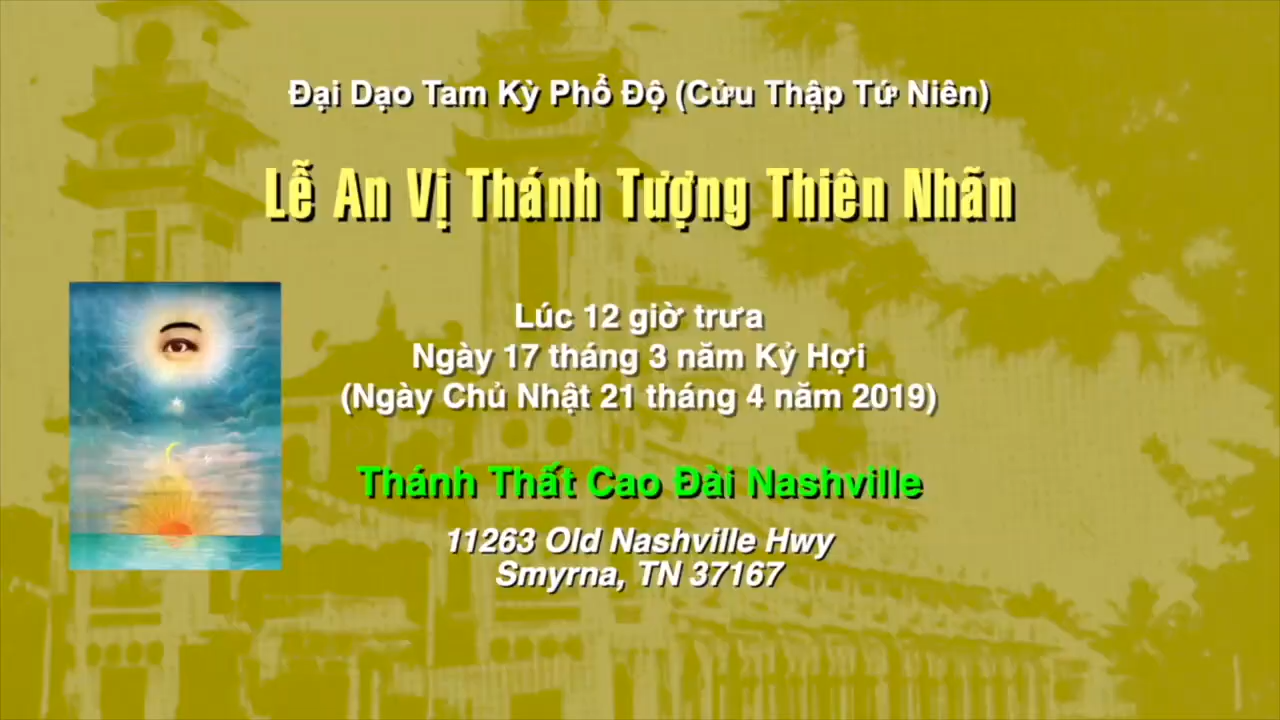 Đại Dạo Tam Kỳ Phổ Độ (Cửu Thập Tứ Niên)
Lễ An Vị Thánh Tượng Thiên Nhãn
Lúc 12 giờ trưa
Ngày 17 tháng 3 năm Kỷ Hợi
(Ngày Chủ Nhật 21 tháng 4 năm 2019)
Thánh Thất Cao Đài Nashville
11263 Old Nashville Hwy
Smyrna, TN 37167